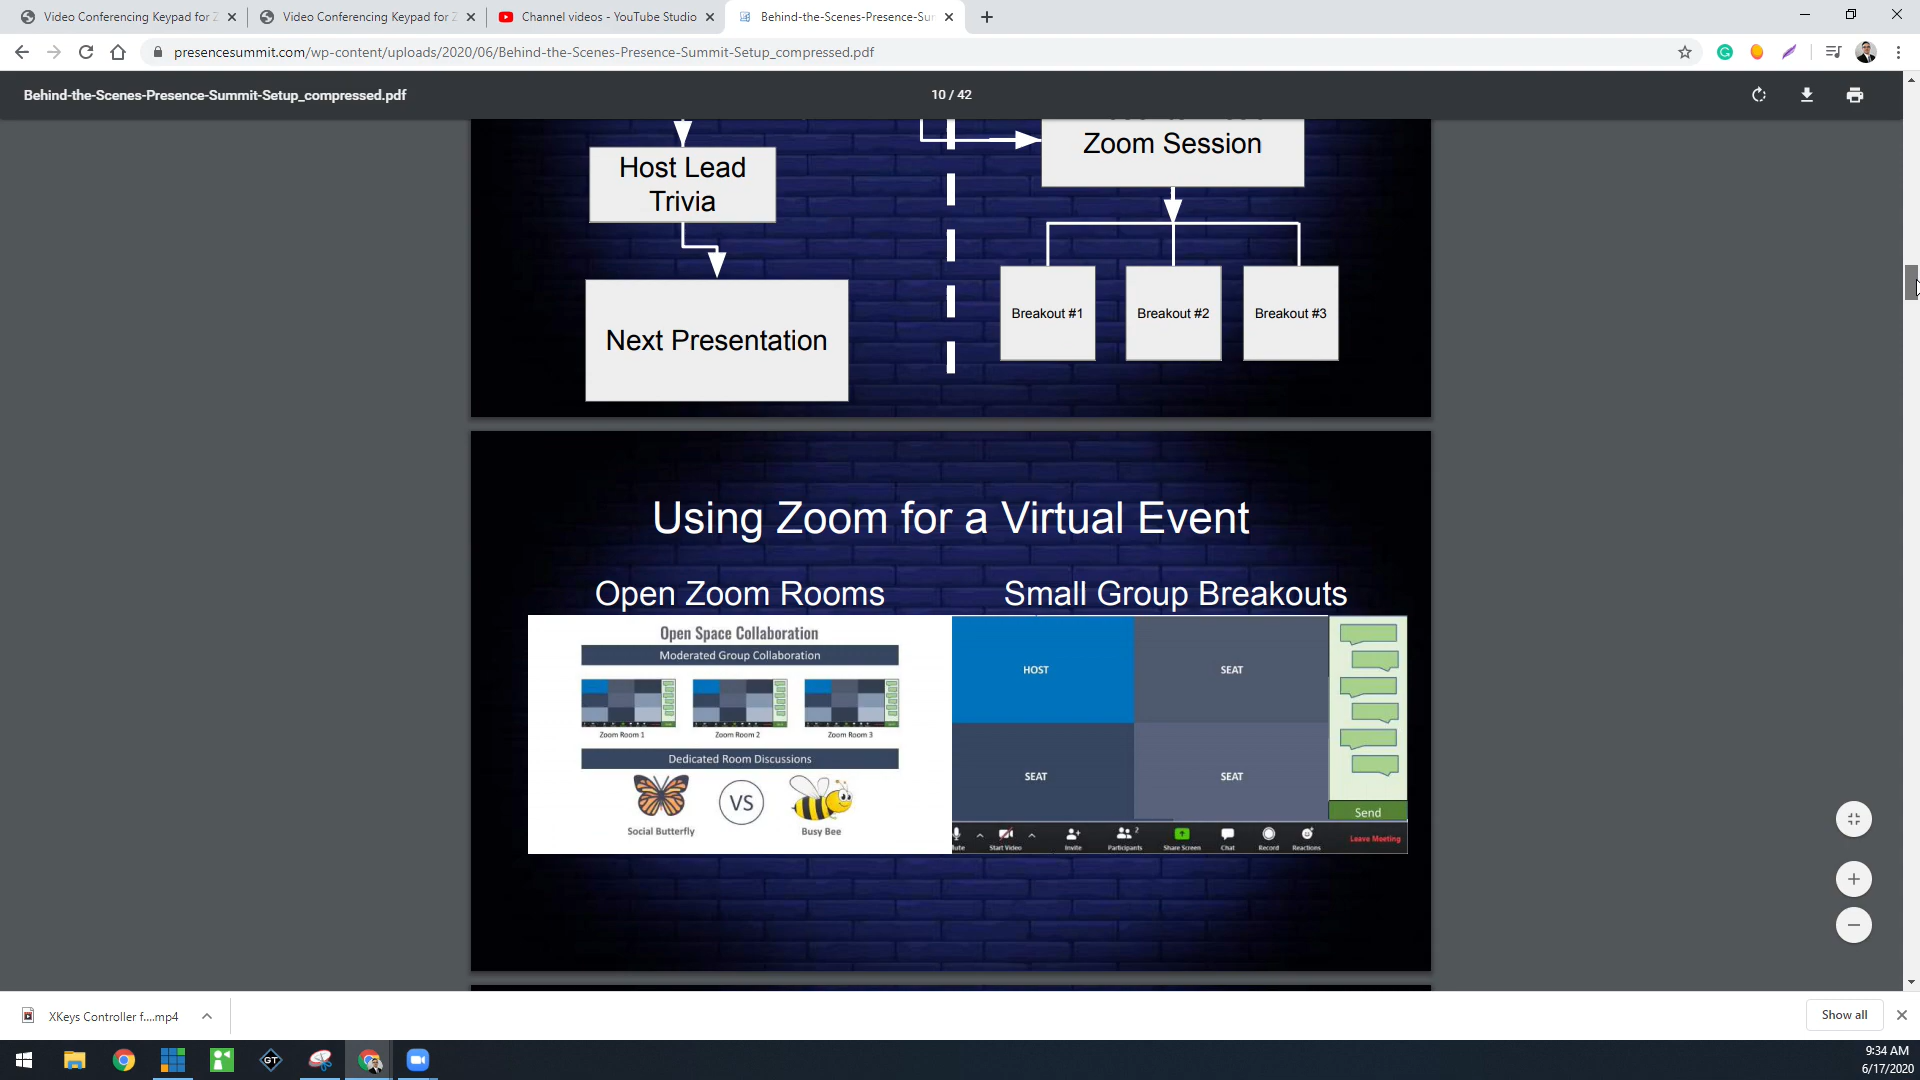 Video Conferencing Keypad for Z
Video Conferencing Keypad for Z
Channel videos - YouTube Studio
Behind-the-Scenes-Presence-Sum
presencesummit.com/wp-content/uploads/2020/06/Behind-the-Scenes-Presence-Summit-Setup_compressed.pdf
Behind-the-Scenes-Presence-Summit-Setup_compressed.pdf
10 / 42
Zoom Session
Host Lead
Trivia
Next Presentation
Breakout #1
Breakout #2
Breakout #3
Using Zoom for a Virtual Event
Open Zoom Rooms
Small Group Breakouts
Open Space Collaboration
Moderated Group Collaboration
Zoom Room 1
Zoom Room 2
Zoom Room 3
Dedicated Room Discussions
VS
Social Butterfly
Busy Bee
HOST
SEAT
SEAT
SEAT
Send
Mute
Start Video
Invite
Participants
2
Share Screen
Chat
Record
Reactions
Leave Meeting
XKeys Controller f....mp4
Show all
GT
9:34 AM
6/17/2020